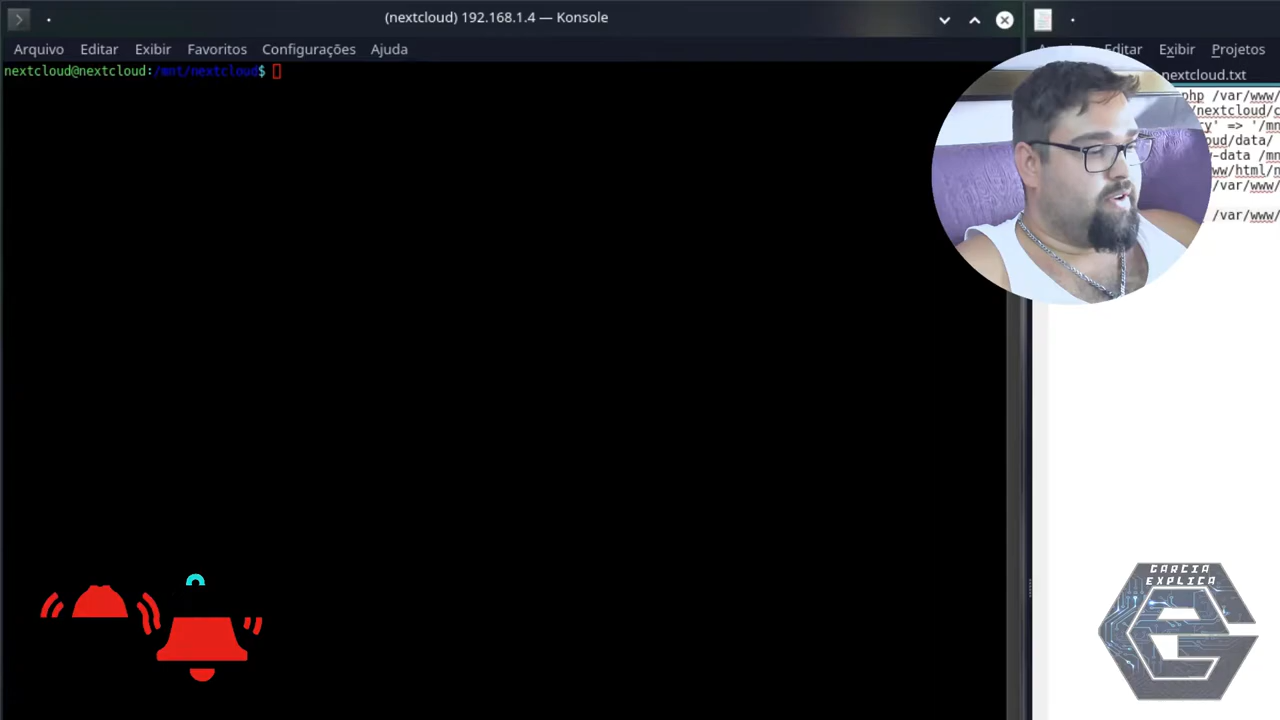 (nextcloud) 192.168.1.4 — Konsole
Arquivo Editar Exibir Favoritos Configurações Ajuda
nextcloud@nextcloud:/mnt/nextcloud$
Editar Exibir Projetos
nextcloud.txt
php /var/www/
/nextcloud/c
' => '/mn
oud/data/
-data /mn
ww/html/n
/var/www/
/var/www/
GARCIA
EXPLICA